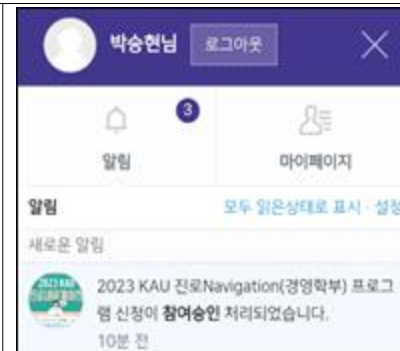 박승현님 로그아웃
3
알림 마이페이지
알림 모두 읽은상태로 표시 · 설정
새로운 알림
2023 KAU 진로Navigation(경영학부) 프로그
램 신청이 참여승인 처리되었습니다.
10분 전